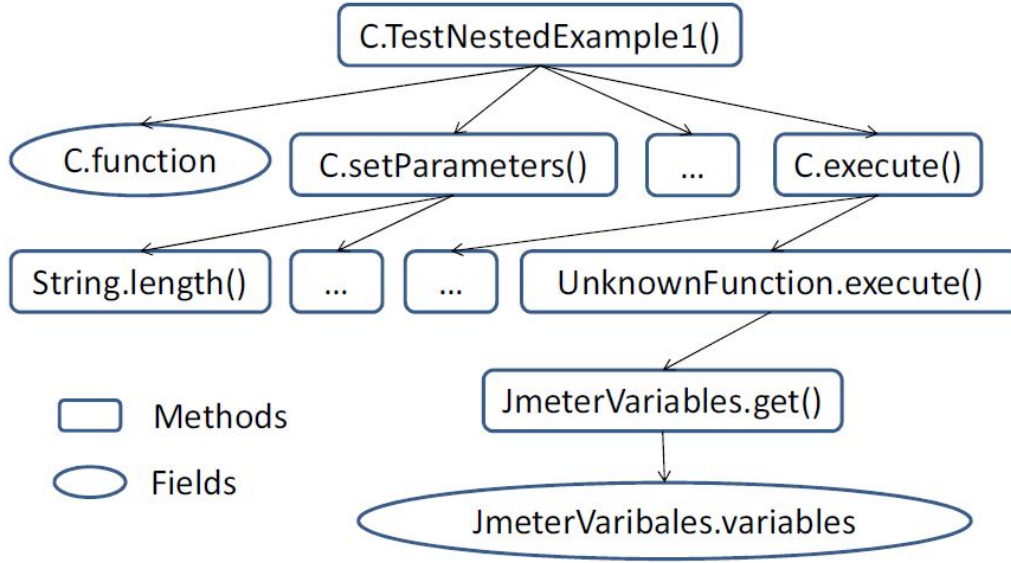 C.TestNestedExample1()
C.function
C.setParameters()
...
C.execute()
String.length()
...
...
UnknownFunction.execute()
JmeterVariables.get()
Methods
Fields
JmeterVaribales.variables